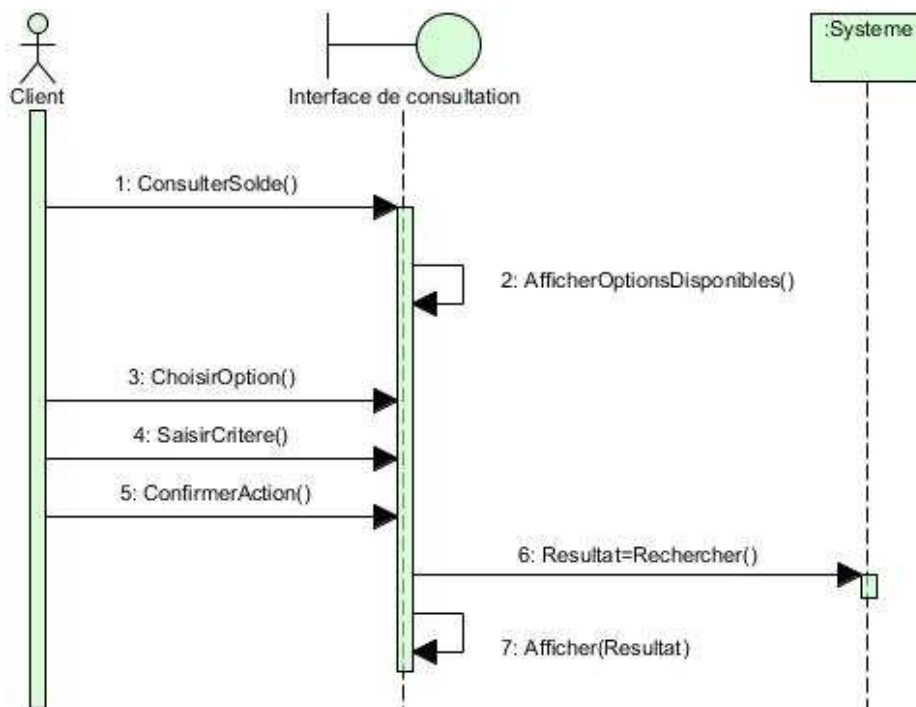 :Systeme
Client
Interface de consultation
1: ConsulterSolde()
2: AfficherOptionsDisponibles()
3: ChoisirOption()
4: SaisirCritere()
5: ConfirmerAction()
6: Resultat=Rechercher()
7: Afficher(Resultat)